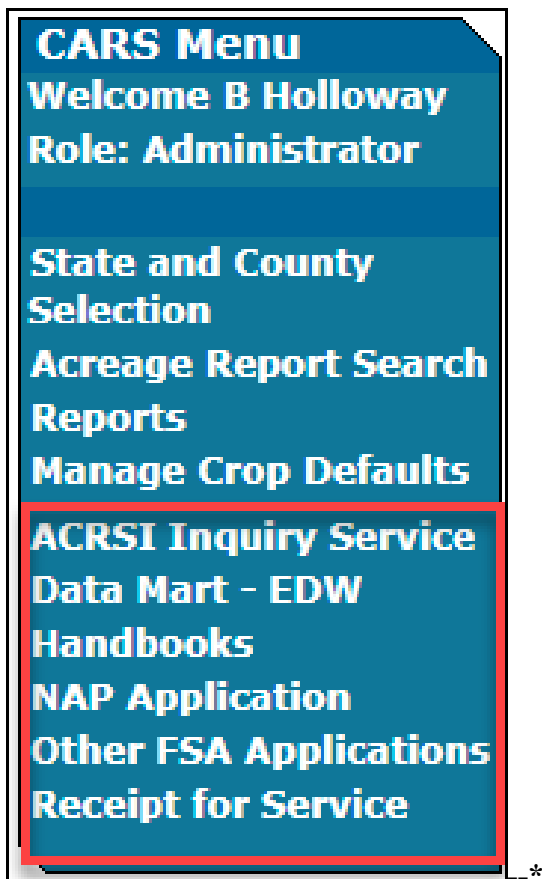 CARS Menu
Welcome B Holloway
Role: Administrator
State and County
Selection
Acreage Report Search
Reports
Manage Crop Defaults
ACRSI Inquiry Service
Data Mart - EDW
Handbooks
NAP Application
Other FSA Applications
Receipt for Service
--*